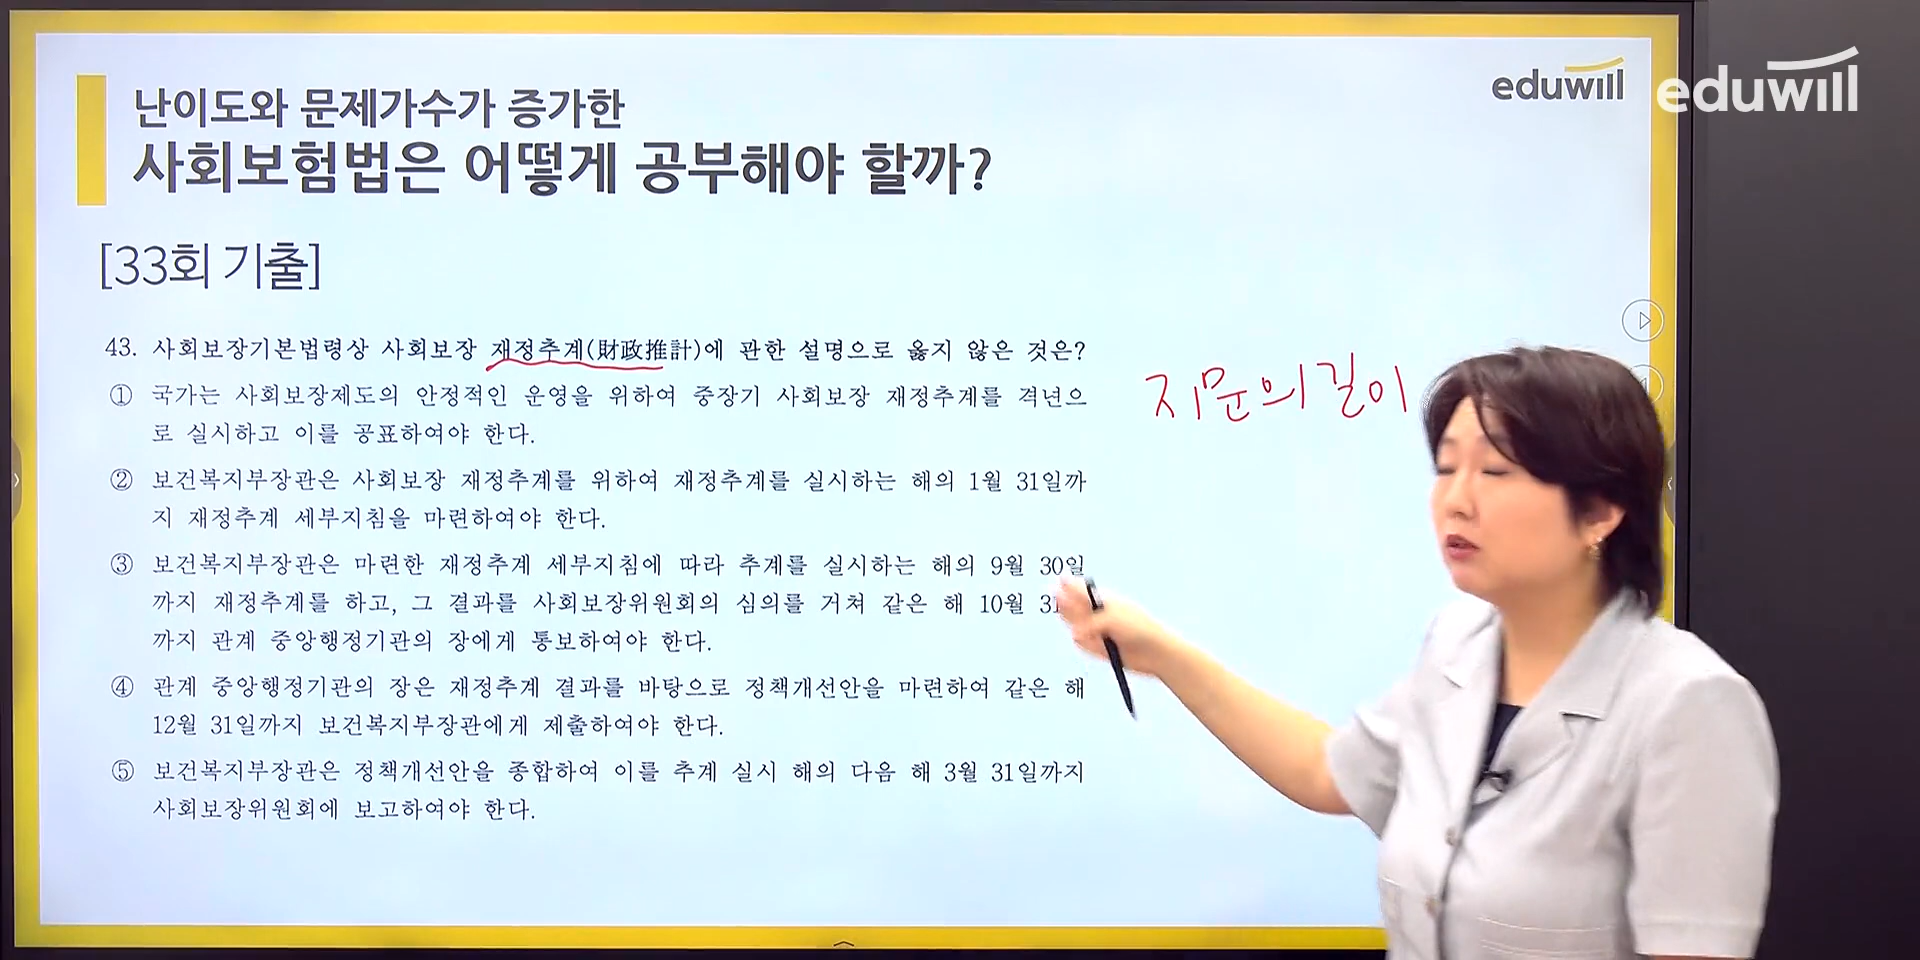 난이도와 문제가수가 증가한
사회보험법은 어떻게 공부해야 할까?
eduwill
eduwill
[33회 기출]
43. 사회보장기본법령상 사회보장 재정추계(財政推計)에 관한 설명으로 옳지 않은 것은?
① 국가는 사회보장제도의 안정적인 운영을 위하여 중장기 사회보장 재정추계를 격년으
로 실시하고 이를 공표하여야 한다.
② 보건복지부장관은 사회보장 재정추계를 위하여 재정추계를 실시하는 해의 1월 31일까
지 재정추계 세부지침을 마련하여야 한다.
③ 보건복지부장관은 마련한 재정추계 세부지침에 따라 추계를 실시하는 해의 9월 30일
까지 재정추계를 하고, 그 결과를 사회보장위원회의 심의를 거쳐 같은 해 10월
까지 관계 중앙행정기관의 장에게 통보하여야 한다.
④ 관계 중앙행정기관의 장은 재정추계 결과를 바탕으로 정책개선안을 마련하여 같은 해
12월 31일까지 보건복지부장관에게 제출하여야 한다.
⑤ 보건복지부장관은 정책개선안을 종합하여 이를 추계 실시 해의 다음 해 3월 31일까지
사회보장위원회에 보고하여야 한다.
지문의길이